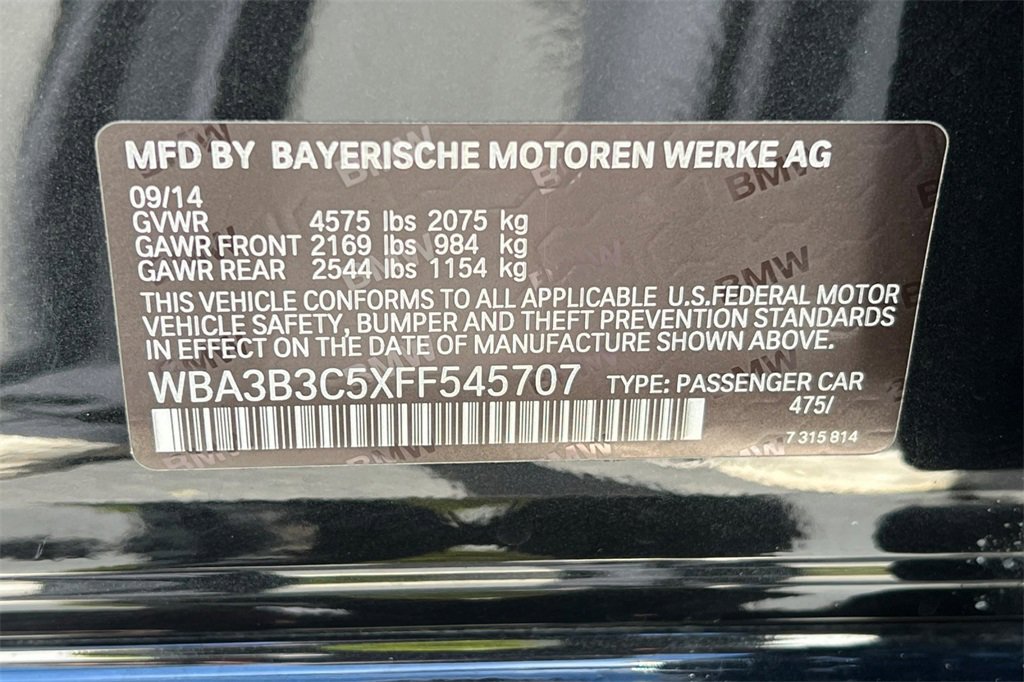 MFD BY BAYERISCHE MOTOREN WERKE AG
09/14
GVWR 4575 lbs 2075 kg
GAWR FRONT 2169 lbs 984 kg
GAWR REAR 2544 lbs 1154 kg
THIS VEHICLE CONFORMS TO ALL APPLICABLE U.S.FEDERAL MOTOR
VEHICLE SAFETY, BUMPER AND THEFT PREVENTION STANDARDS
IN EFFECT ON THE DATE OF MANUFACTURE SHOWN ABOVE.
WBA3B3C5XFF545707 TYPE: PASSENGER CAR
475/
7 315 814